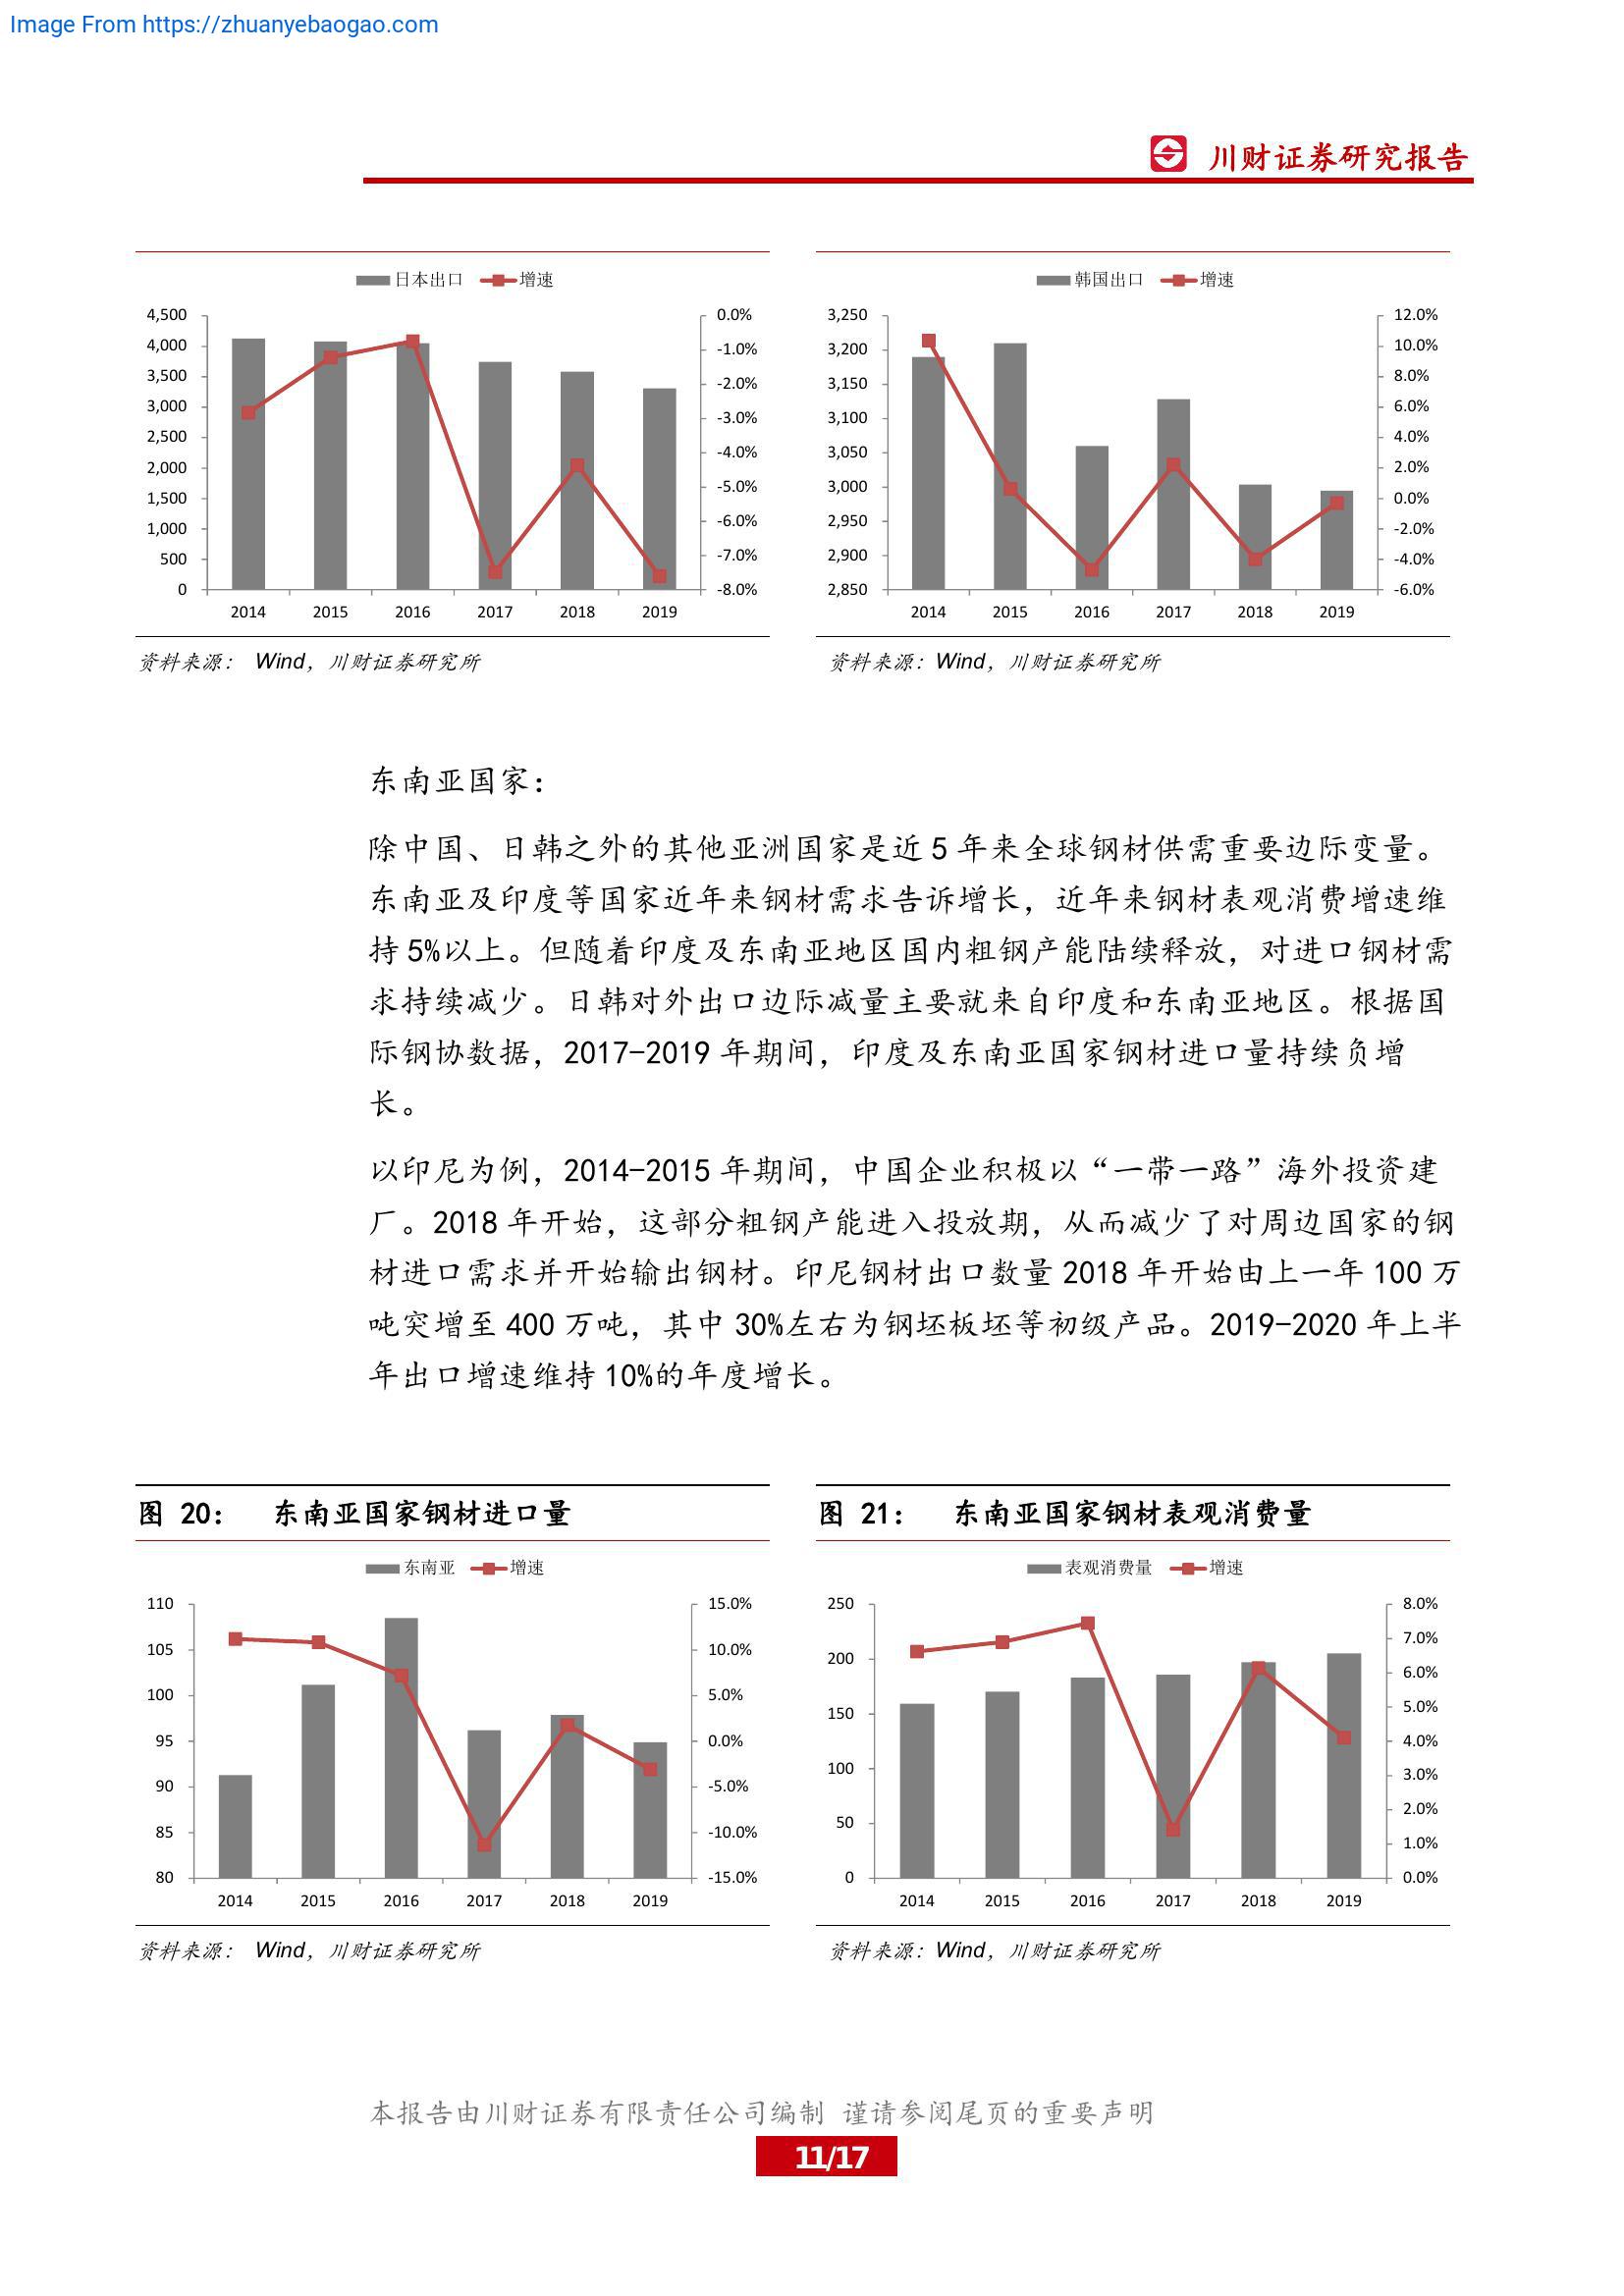 Image From https://zhuanyebaogao.com
川财证券研究报告
日本出口 增速
4,500
4,000
3,500
3,000
2,500
2,000
1,500
1,000
500
0
0.0%
-1.0%
-2.0%
-3.0%
-4.0%
-5.0%
-6.0%
-7.0%
-8.0%
2014 2015 2016 2017 2018 2019
资料来源： Wind，川财证券研究所
韩国出口 增速
3,250
3,200
3,150
3,100
3,050
3,000
2,950
2,900
2,850
12.0%
10.0%
8.0%
6.0%
4.0%
2.0%
0.0%
-2.0%
-4.0%
-6.0%
2014 2015 2016 2017 2018 2019
资料来源：Wind，川财证券研究所
东南亚国家：
除中国、日韩之外的其他亚洲国家是近 5 年来全球钢材供需重要边际变量。
东南亚及印度等国家近年来钢材需求告诉增长，近年来钢材表观消费增速维
持 5%以上。但随着印度及东南亚地区国内粗钢产能陆续释放，对进口钢材需
求持续减少。日韩对外出口边际减量主要就来自印度和东南亚地区。根据国
际钢协数据，2017-2019 年期间，印度及东南亚国家钢材进口量持续负增
长。
以印尼为例，2014-2015 年期间，中国企业积极以“一带一路”海外投资建
厂。2018 年开始，这部分粗钢产能进入投放期，从而减少了对周边国家的钢
材进口需求并开始输出钢材。印尼钢材出口数量 2018 年开始由上一年 100 万
吨突增至 400 万吨，其中 30%左右为钢坯板坯等初级产品。2019-2020 年上半
年出口增速维持 10%的年度增长。
图 20： 东南亚国家钢材进口量
东南亚 增速
110
105
100
95
90
85
80
15.0%
10.0%
5.0%
0.0%
-5.0%
-10.0%
-15.0%
2014 2015 2016 2017 2018 2019
资料来源： Wind，川财证券研究所
图 21： 东南亚国家钢材表观消费量
表观消费量 增速
250
200
150
100
50
0
8.0%
7.0%
6.0%
5.0%
4.0%
3.0%
2.0%
1.0%
0.0%
2014 2015 2016 2017 2018 2019
资料来源：Wind，川财证券研究所
本报告由川财证券有限责任公司编制 谨请参阅尾页的重要声明
11/17